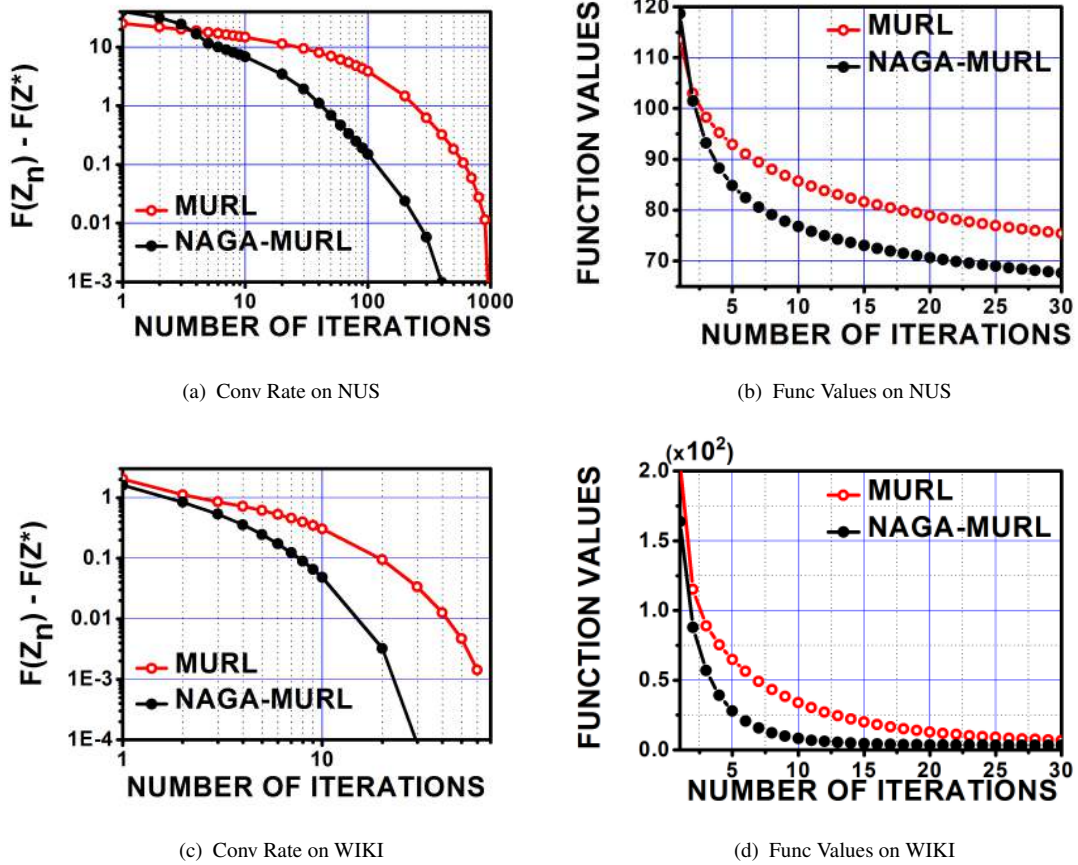 F(Z_n) - F(Z*)
10
1
0.1
0.01
1E-3
MURL
NAGA-MURL
1
10
100
1000
NUMBER OF ITERATIONS
(a) Conv Rate on NUS
FUNCTION VALUES
120
110
100
90
80
70
MURL
NAGA-MURL
5
10
15
20
25
30
NUMBER OF ITERATIONS
(b) Func Values on NUS
F(Z_n) - F(Z*)
1
0.1
0.01
1E-3
1E-4
MURL
NAGA-MURL
1
10
NUMBER OF ITERATIONS
(c) Conv Rate on WIKI
FUNCTION VALUES
(×10²)
2.0
1.5
1.0
0.5
0.0
MURL
NAGA-MURL
5
10
15
20
25
30
NUMBER OF ITERATIONS
(d) Func Values on WIKI